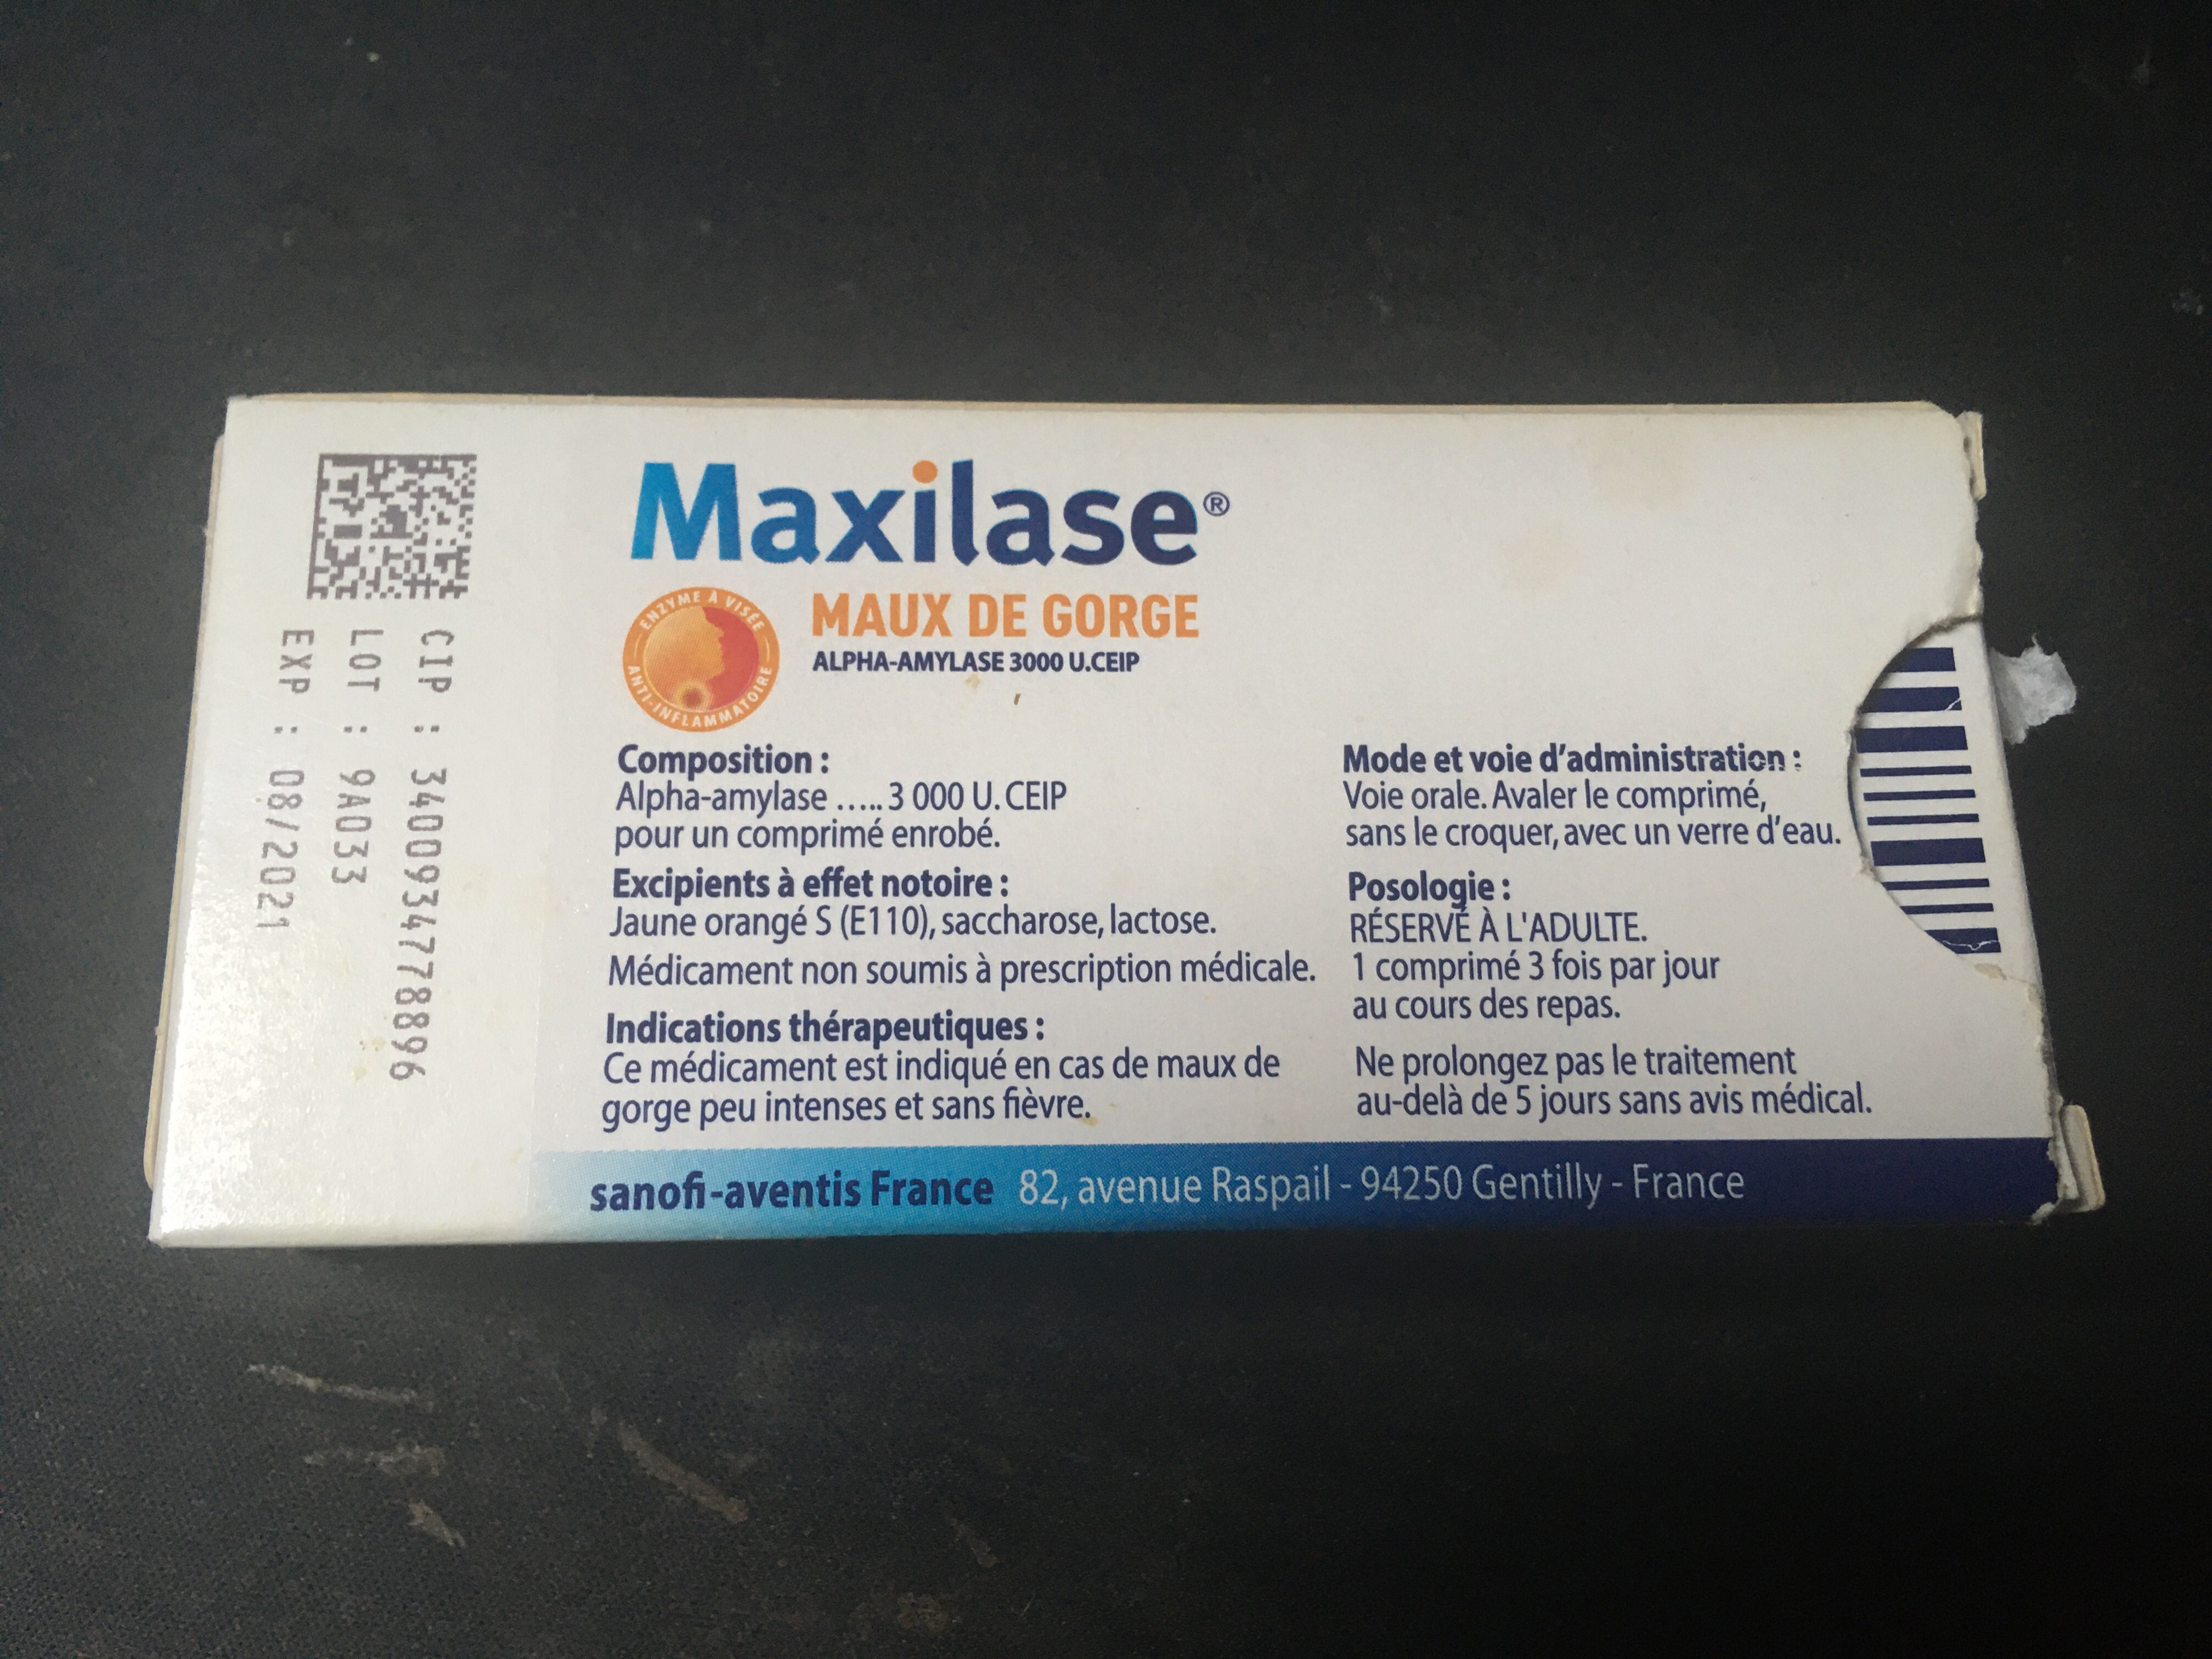 Maxilase®
ENZYME À VISÉE
ANTI-INFLAMMATOIRE
MAUX DE GORGE
ALPHA-AMYLASE 3000 U.CEIP
Composition :
Alpha-amylase ..... 3 000 U. CEIP
pour un comprimé enrobé.
Excipients à effet notoire :
Jaune orangé S (E110), saccharose, lactose.
Médicament non soumis à prescription médicale.
Indications thérapeutiques :
Ce médicament est indiqué en cas de maux de
gorge peu intenses et sans fièvre.
Mode et voie d'administration :
Voie orale. Avaler le comprimé,
sans le croquer, avec un verre d'eau.
Posologie :
RÉSERVÉ À L'ADULTE.
1 comprimé 3 fois par jour
au cours des repas.
Ne prolongez pas le traitement
au-delà de 5 jours sans avis médical.
sanofi-aventis France 82, avenue Raspail - 94250 Gentilly - France
CIP : 3400934778896
LOT : 9A033
EXP : 08/2021